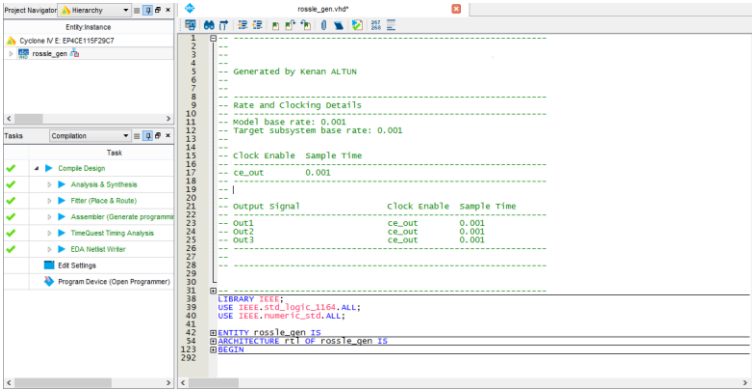 Project Navigator Hierarchy
Entity:Instance
Cyclone IV E: EP4CE115F29C7
rossle_gen
Tasks Compilation
Task
Compile Design
Analysis & Synthesis
Fitter (Place & Route)
Assembler (Generate programmi
TimeQuest Timing Analysis
EDA Netlist Writer
Edit Settings
Program Device (Open Programmer)
rossle_gen.vhd*
267
268
1 -- --------------------------------------------------------------
2 --
3 --
4 --
5 -- Generated by Kenan ALTUN
6 --
7 --
8 -- --------------------------------------------------------------
9 -- Rate and Clocking Details
10 -- --------------------------------------------------------------
11 -- Model base rate: 0.001
12 -- Target subsystem base rate: 0.001
13 --
14 --
15 -- Clock Enable Sample Time
16 -- --------------------------------------------------------------
17 -- ce_out 0.001
18 -- --------------------------------------------------------------
19 --
20 --
21 -- Output Signal Clock Enable Sample Time
22 -- --------------------------------------------------------------
23 -- Out1 ce_out 0.001
24 -- Out2 ce_out 0.001
25 -- Out3 ce_out 0.001
26 -- --------------------------------------------------------------
27 --
28 -- --------------------------------------------------------------
29
30
31 -- --------------------------------------------------------------
38 LIBRARY IEEE;
39 USE IEEE.std_logic_1164.ALL;
40 USE IEEE.numeric_std.ALL;
41
42 ENTITY rossle_gen IS
54 ARCHITECTURE rtl OF rossle_gen IS
123 BEGIN
292